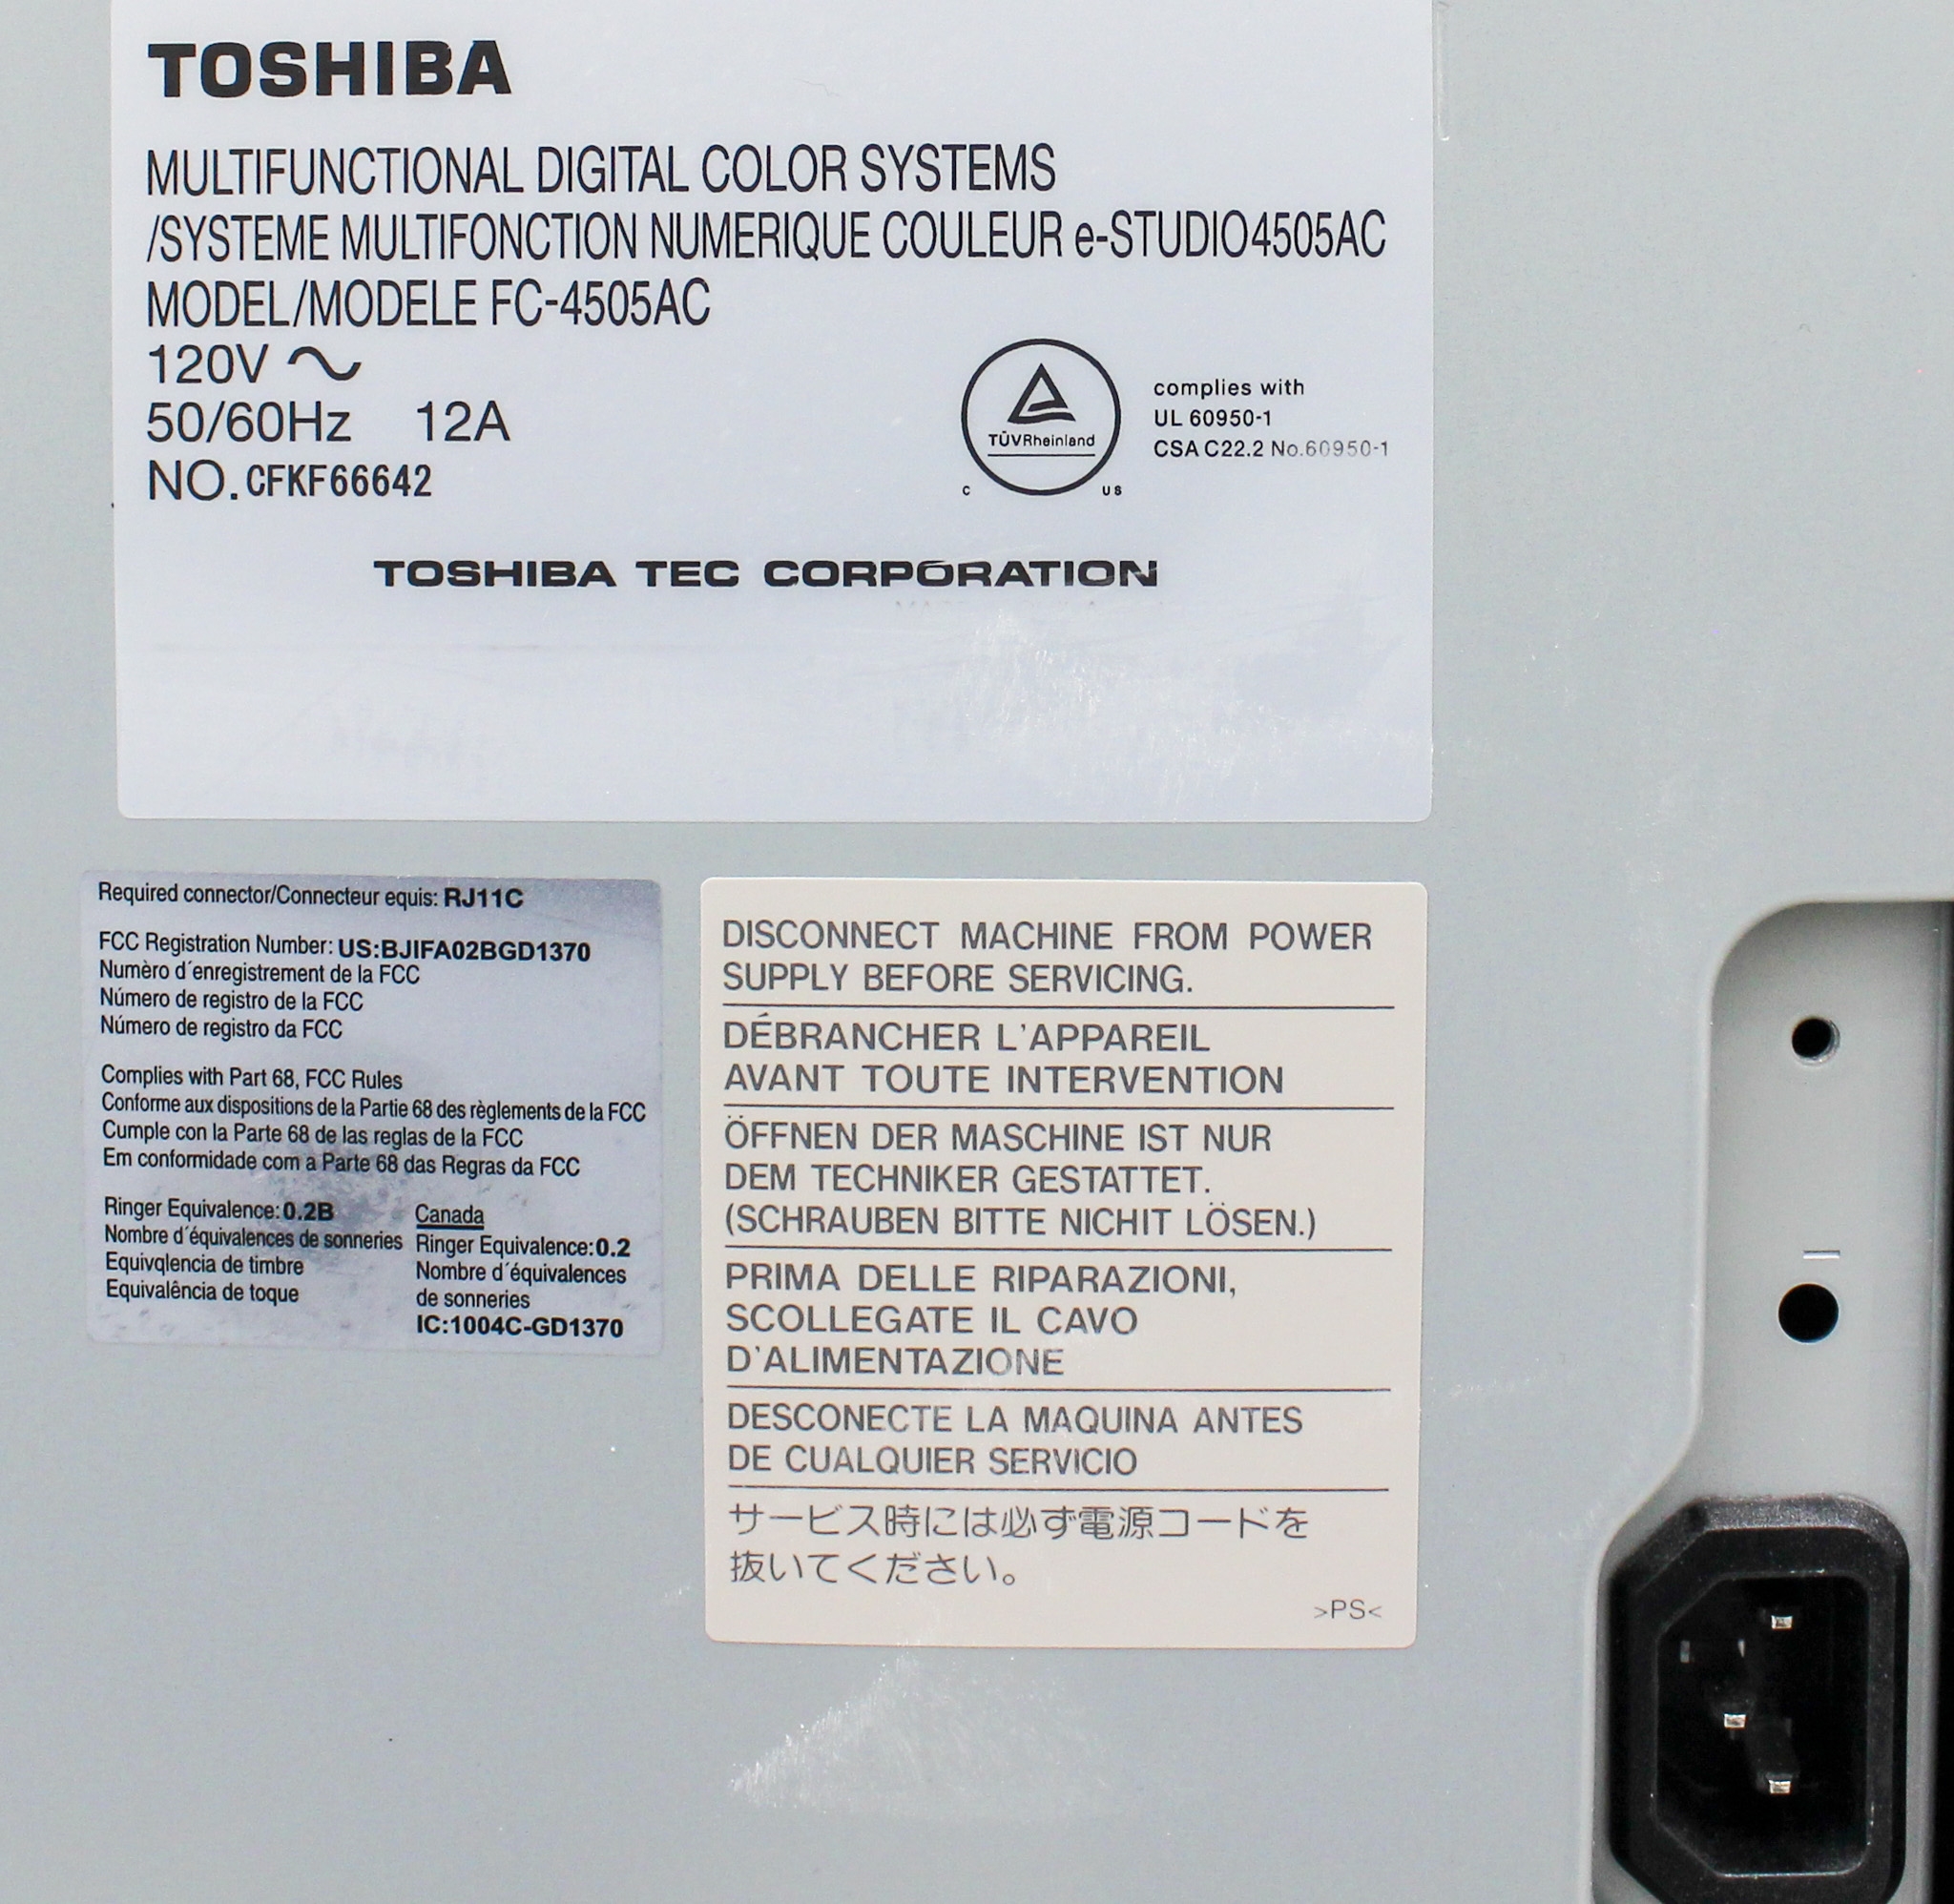 TOSHIBA
MULTIFUNCTIONAL DIGITAL COLOR SYSTEMS
/SYSTEME MULTIFONCTION NUMERIQUE COULEUR e-STUDIO4505AC
MODEL/MODELE FC-4505AC
120V ~
50/60Hz 12A
NO. CFKF66642
TÜVRheinland
C US
complies with
UL 60950-1
CSA C22.2 No.60950-1
TOSHIBA TEC CORPORATION
Required connector/Connecteur equis: RJ11C
FCC Registration Number: US:BJIFA02BGD1370
Numèro d´enregistrement de la FCC
Número de registro de la FCC
Número de registro da FCC
Complies with Part 68, FCC Rules
Conforme aux dispositions de la Partie 68 des règlements de la FCC
Cumple con la Parte 68 de las reglas de la FCC
Em conformidade com a Parte 68 das Regras da FCC
Ringer Equivalence: 0.2B
Nombre d´équivalences de sonneries
Equivqlencia de timbre
Equivalência de toque
Canada
Ringer Equivalence:0.2
Nombre d´équivalences
de sonneries
IC:1004C-GD1370
DISCONNECT MACHINE FROM POWER
SUPPLY BEFORE SERVICING.
DÉBRANCHER L'APPAREIL
AVANT TOUTE INTERVENTION
ÖFFNEN DER MASCHINE IST NUR
DEM TECHNIKER GESTATTET.
(SCHRAUBEN BITTE NICHIT LÖSEN.)
PRIMA DELLE RIPARAZIONI,
SCOLLEGATE IL CAVO
D'ALIMENTAZIONE
DESCONECTE LA MAQUINA ANTES
DE CUALQUIER SERVICIO
サービス時には必ず電源コードを
抜いてください。
>PS<